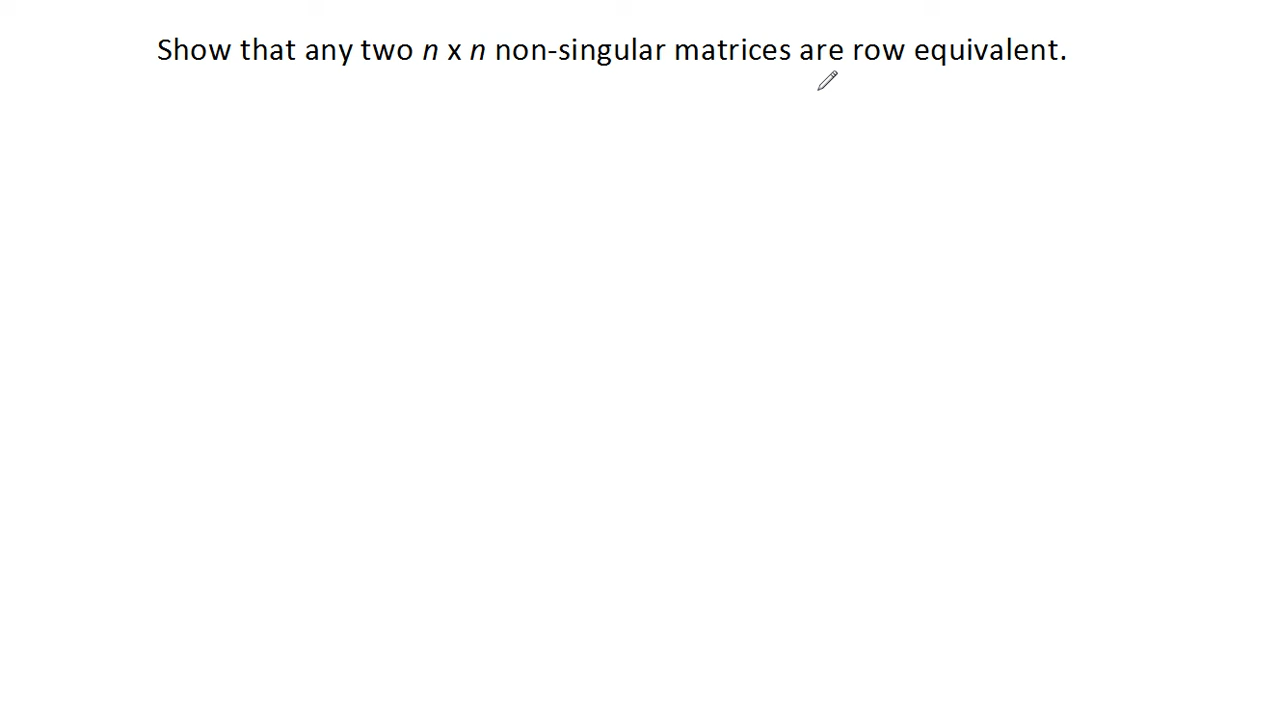 Show that any two n x n non-singular matrices are row equivalent.